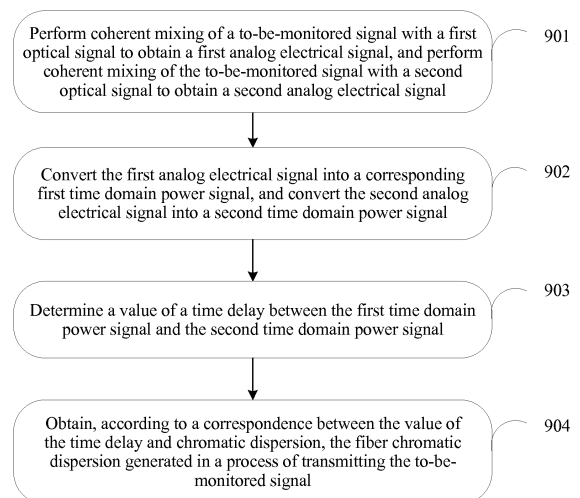 Perform coherent mixing of a to-be-monitored signal with a first
optical signal to obtain a first analog electrical signal, and perform
coherent mixing of the to-be-monitored signal with a second
optical signal to obtain a second analog electrical signal
901
Convert the first analog electrical signal into a corresponding
first time domain power signal, and convert the second analog
electrical signal into a second time domain power signal
902
Determine a value of a time delay between the first time domain
power signal and the second time domain power signal
903
Obtain, according to a correspondence between the value of
the time delay and chromatic dispersion, the fiber chromatic
dispersion generated in a process of transmitting the to-be-
monitored signal
904